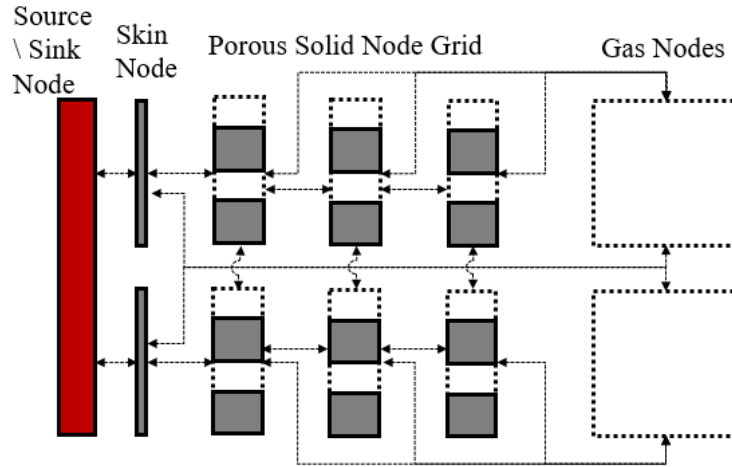 Source
\ Sink
Node
Skin
Node
Porous Solid Node Grid
Gas Nodes